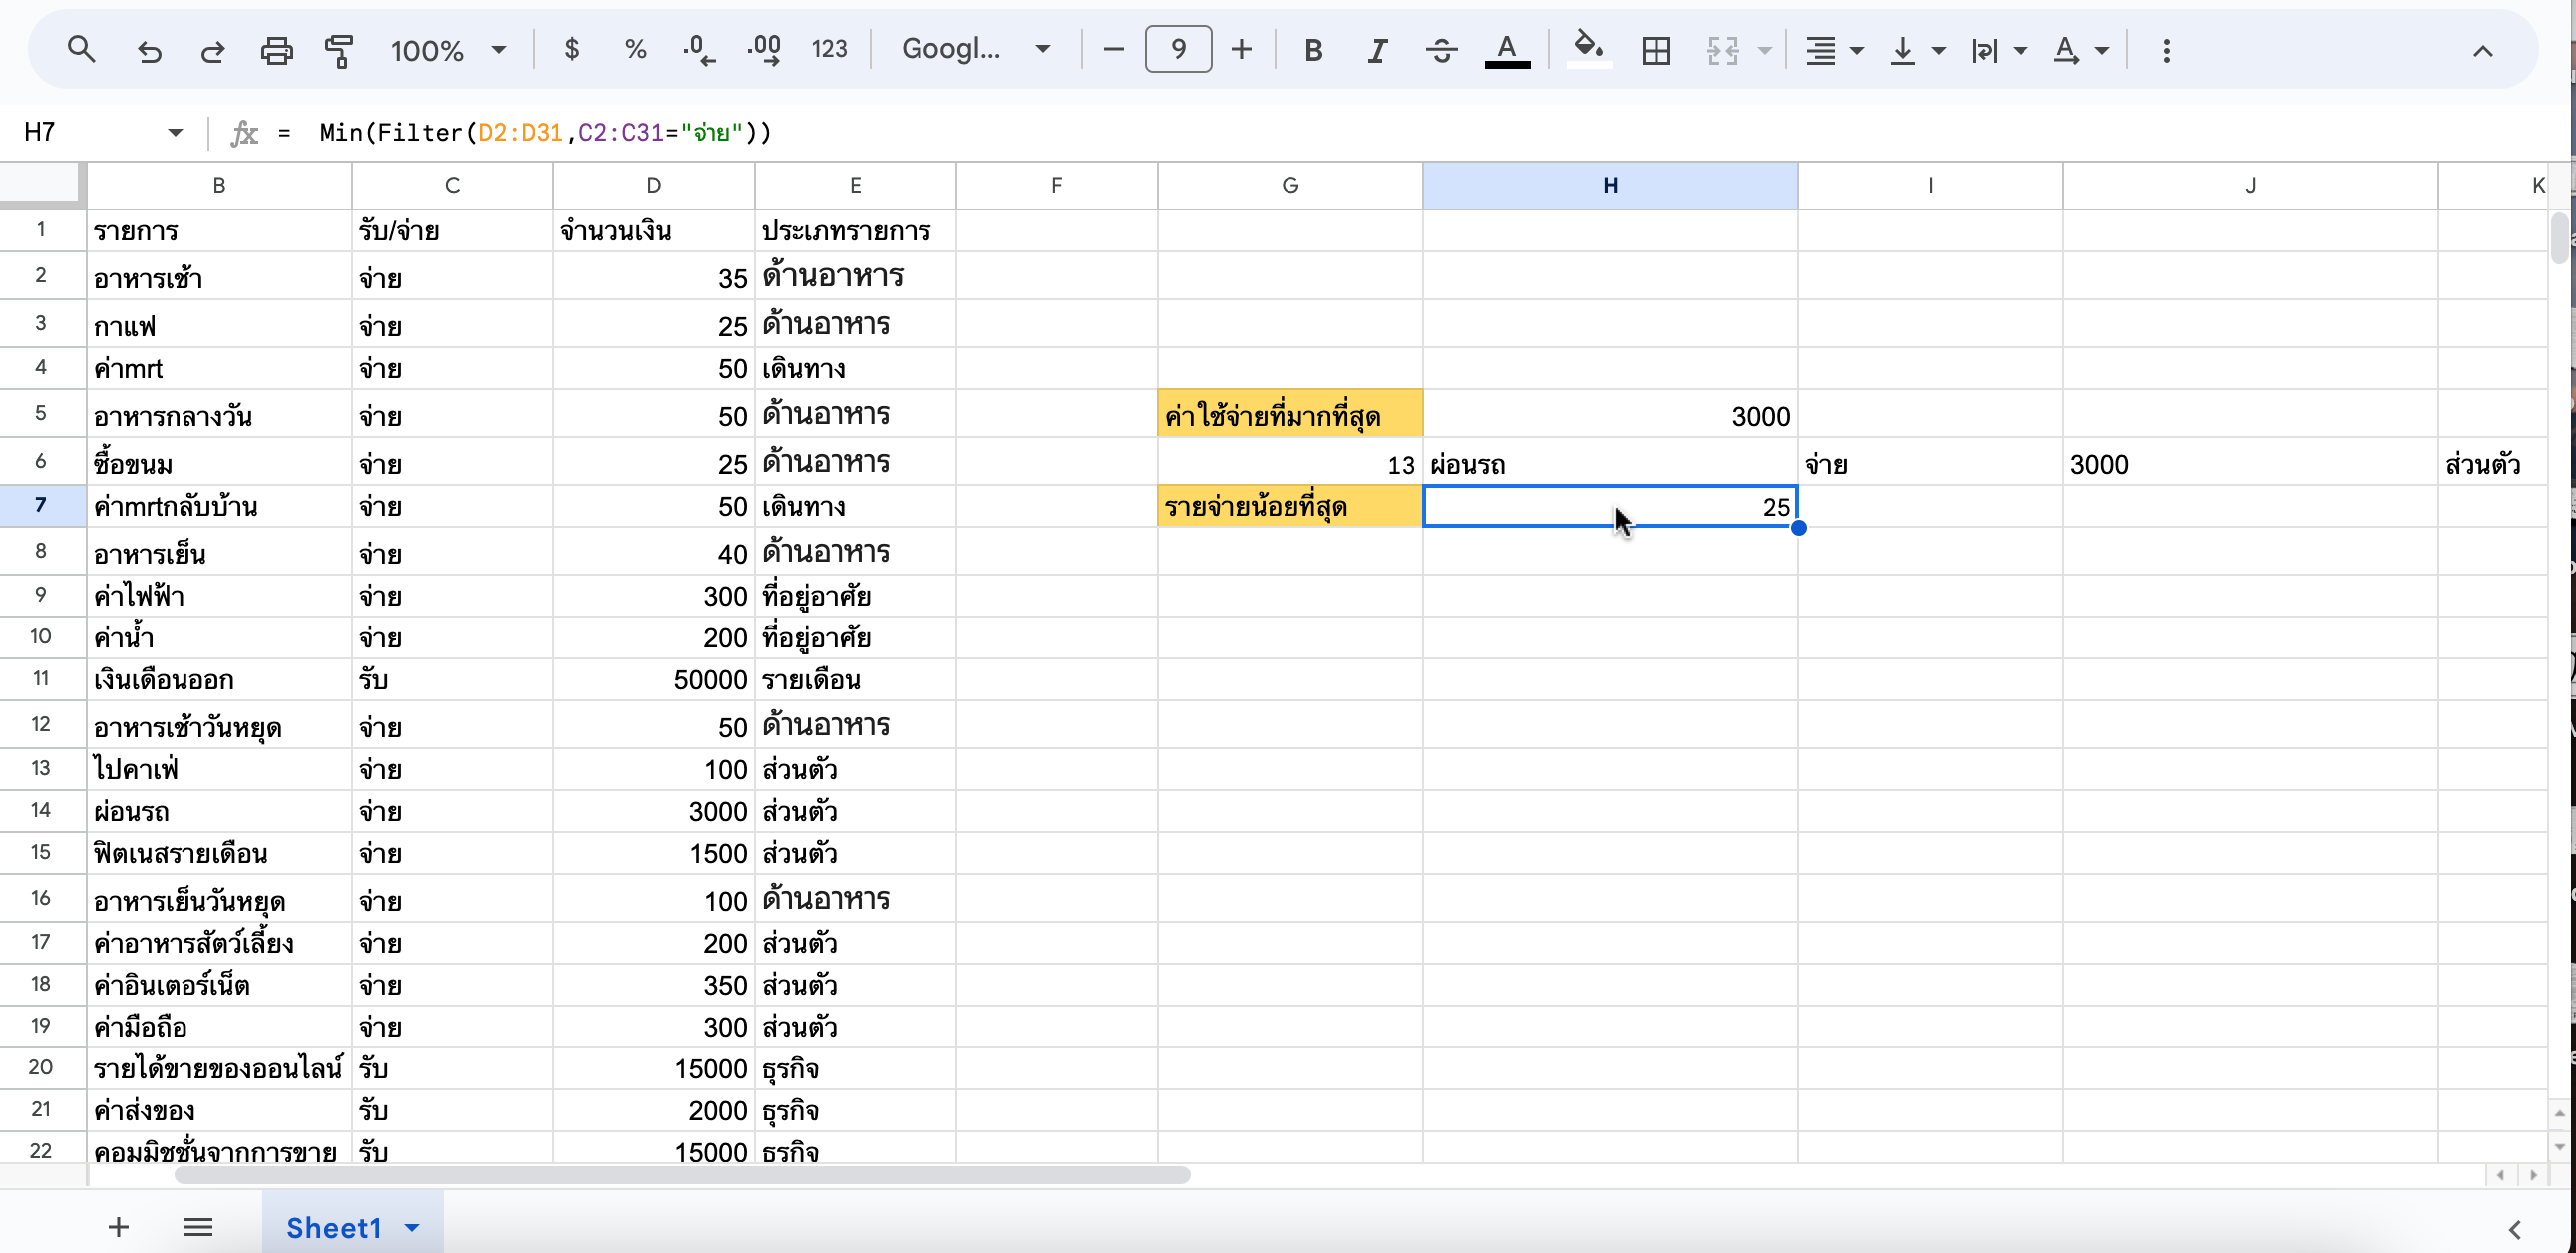 100% $ % .0 .00 123 Googl... 9 B I A A
H7 fx = Min(Filter(D2:D31,C2:C31="จ่าย"))
B C D E F G H I J K
1 รายการ รับ/จ่าย จำนวนเงิน ประเภทรายการ
2 อาหารเช้า จ่าย 35 ด้านอาหาร
3 กาแฟ จ่าย 25 ด้านอาหาร
4 ค่าmrt จ่าย 50 เดินทาง
5 อาหารกลางวัน จ่าย 50 ด้านอาหาร ค่าใช้จ่ายที่มากที่สุด 3000
6 ซื้อขนม จ่าย 25 ด้านอาหาร 13 ผ่อนรถ จ่าย 3000 ส่วนตัว
7 ค่าmrtกลับบ้าน จ่าย 50 เดินทาง รายจ่ายน้อยที่สุด 25
8 อาหารเย็น จ่าย 40 ด้านอาหาร
9 ค่าไฟฟ้า จ่าย 300 ที่อยู่อาศัย
10 ค่าน้ำ จ่าย 200 ที่อยู่อาศัย
11 เงินเดือนออก รับ 50000 รายเดือน
12 อาหารเช้าวันหยุด จ่าย 50 ด้านอาหาร
13 ไปคาเฟ่ จ่าย 100 ส่วนตัว
14 ผ่อนรถ จ่าย 3000 ส่วนตัว
15 ฟิตเนสรายเดือน จ่าย 1500 ส่วนตัว
16 อาหารเย็นวันหยุด จ่าย 100 ด้านอาหาร
17 ค่าอาหารสัตว์เลี้ยง จ่าย 200 ส่วนตัว
18 ค่าอินเตอร์เน็ต จ่าย 350 ส่วนตัว
19 ค่ามือถือ จ่าย 300 ส่วนตัว
20 รายได้ขายของออนไลน์ รับ 15000 ธุรกิจ
21 ค่าส่งของ รับ 2000 ธุรกิจ
22 คอมมิชชั่นจากการขาย รับ 15000 ธุรกิจ
Sheet1